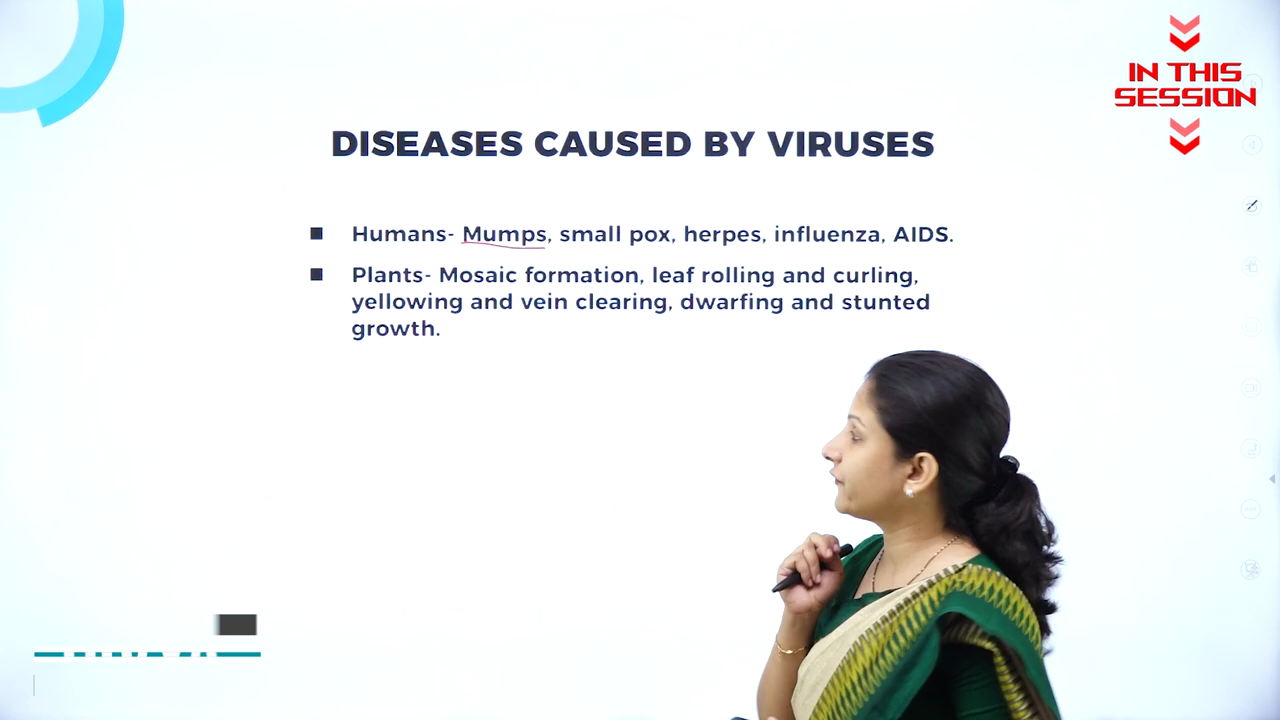 IN THIS
SESSION
DISEASES CAUSED BY VIRUSES
Humans- Mumps, small pox, herpes, influenza, AIDS.
Plants- Mosaic formation, leaf rolling and curling,
yellowing and vein clearing, dwarfing and stunted
growth.